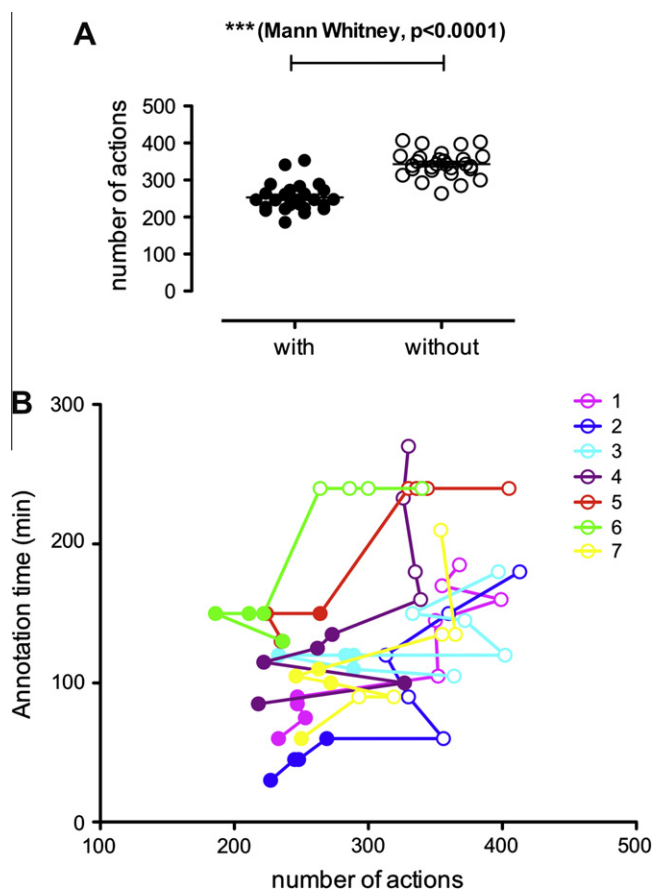 A
*** (Mann Whitney, p<0.0001)
number of actions
500
400
300
200
100
0
with
without
B
Annotation time (min)
300
200
100
0
100
200
300
400
500
number of actions
1
2
3
4
5
6
7